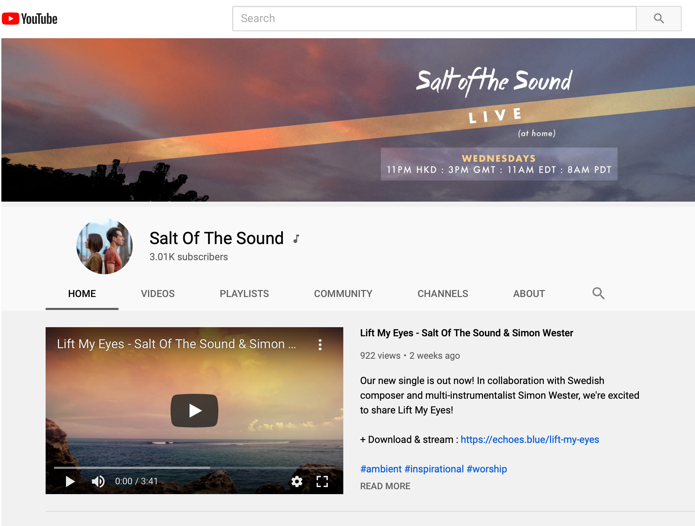 YouTube
Search
Salt of the Sound
LIVE
(at home)
WEDNESDAYS
11PM HKD : 3PM GMT : 11AM EDT : 8AM PDT
Salt Of The Sound
3.01K subscribers
HOME VIDEOS PLAYLISTS COMMUNITY CHANNELS ABOUT
Lift My Eyes - Salt Of The Sound & Simon ...
0:00 / 3:41
Lift My Eyes - Salt Of The Sound & Simon Wester
922 views • 2 weeks ago
Our new single is out now! In collaboration with Swedish
composer and multi-instrumentalist Simon Wester, we're excited
to share Lift My Eyes!
+ Download & stream : https://echoes.blue/lift-my-eyes
#ambient #inspirational #worship
READ MORE